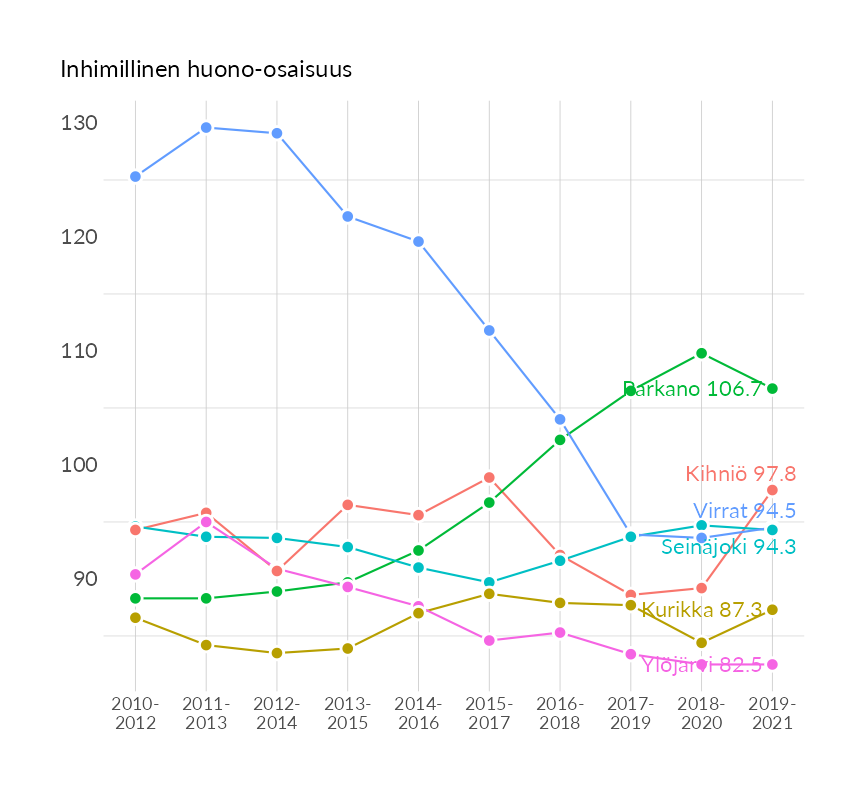 Inhimillinen huono-osaisuus
130
120
110
100
90
Parkano 106.7
Kihniö 97.8
Virrat 94.5
Seinäjoki 94.3
Kurikka 87.3
Ylöjärvi 82.5
2010- 2011- 2012- 2013- 2014- 2015- 2016- 2017- 2018- 2019-
2012 2013 2014 2015 2016 2017 2018 2019 2020 2021